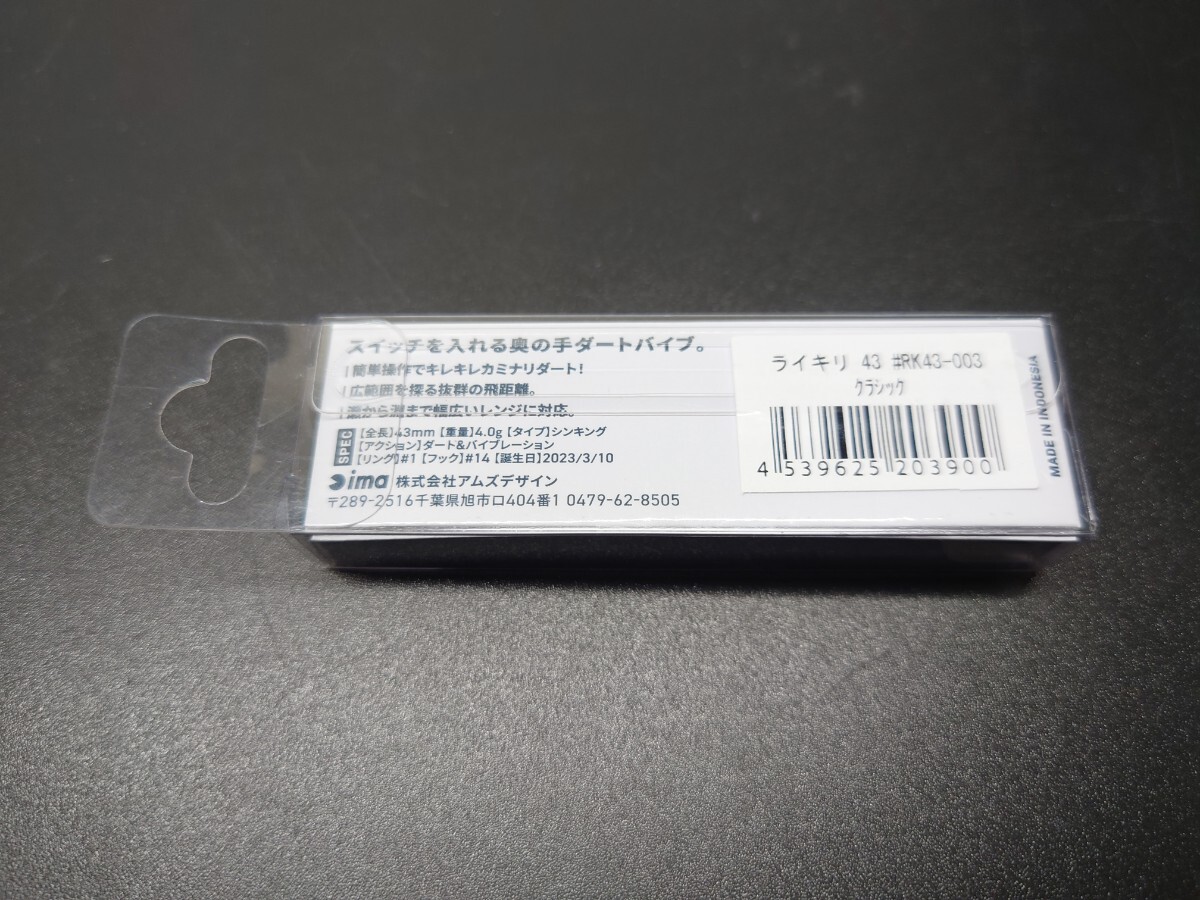 スイッチを入れる奥の手ダートバイブ。
簡単操作でキレキレカミナリダート!
広範囲を探る抜群の飛距離。
瀬から淵まで幅広いレンジに対応。
SPEC
【全長】43mm【重量】4.0g【タイプ】シンキング
【アクション】ダート&バイブレーション
【リング】#1【フック】#14【誕生日】2023/3/10
ima 株式会社アムズデザイン
〒289-2516千葉県旭市ロ404番1 0479-62-8505
ライキリ 43 #RK43-003
クラシック
4 539625 203900
MADE IN INDONESIA